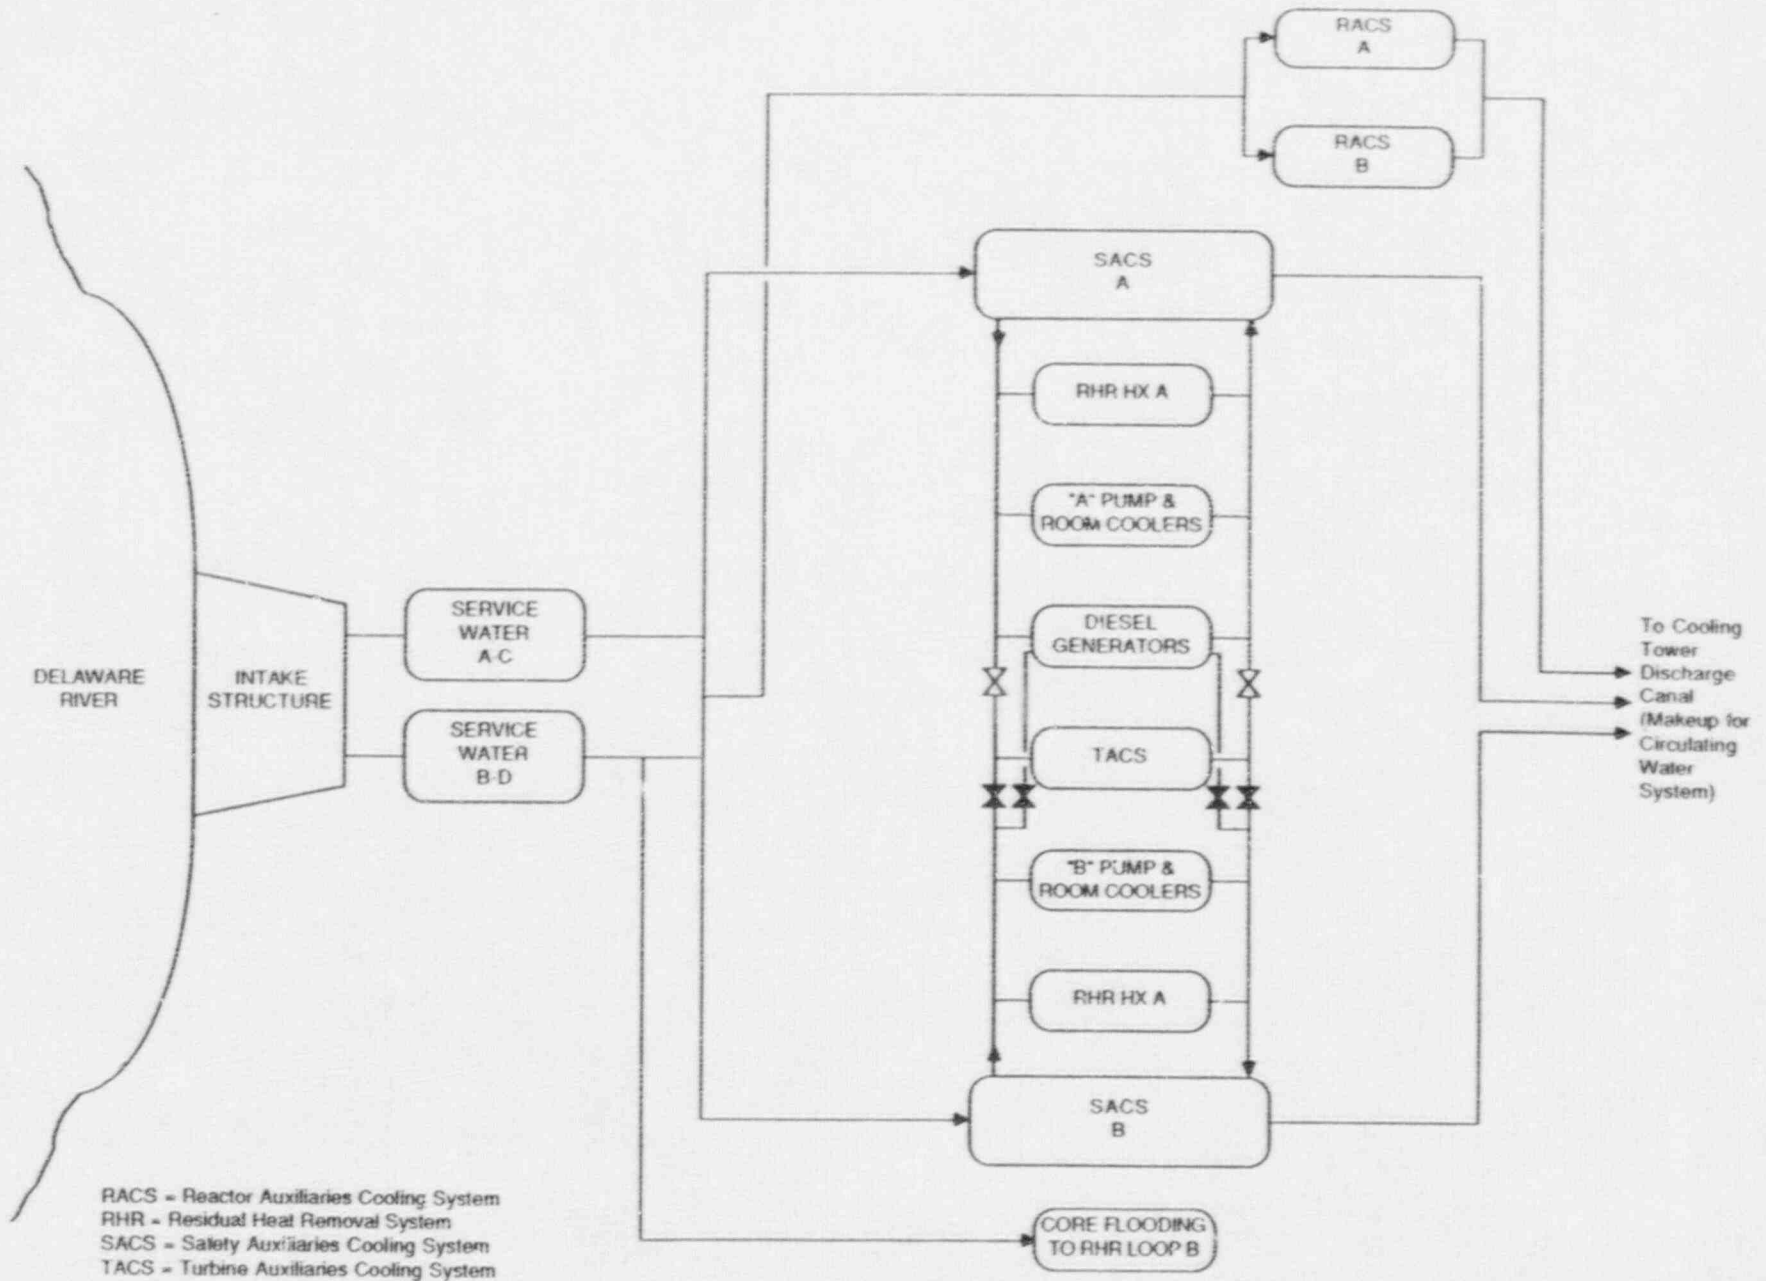 RACS
A
RACS
B
SACS
A
RHR HX A
"A" PUMP &
ROOM COOLERS
SERVICE
WATER
A-C
DIESEL
GENERATORS
DELAWARE
RIVER
INTAKE
STRUCTURE
SERVICE
WATER
B-D
TACS
To Cooling
Tower
Discharge
Canal
(Makeup for
Circulating
Water
System)
"B" PUMP &
ROOM COOLERS
RHR HX A
SACS
B
CORE FLOODING
TO RHR LOOP B
RACS = Reactor Auxiliaries Cooling System
RHR = Residual Heat Removal System
SACS = Safety Auxiliaries Cooling System
TACS = Turbine Auxiliaries Cooling System